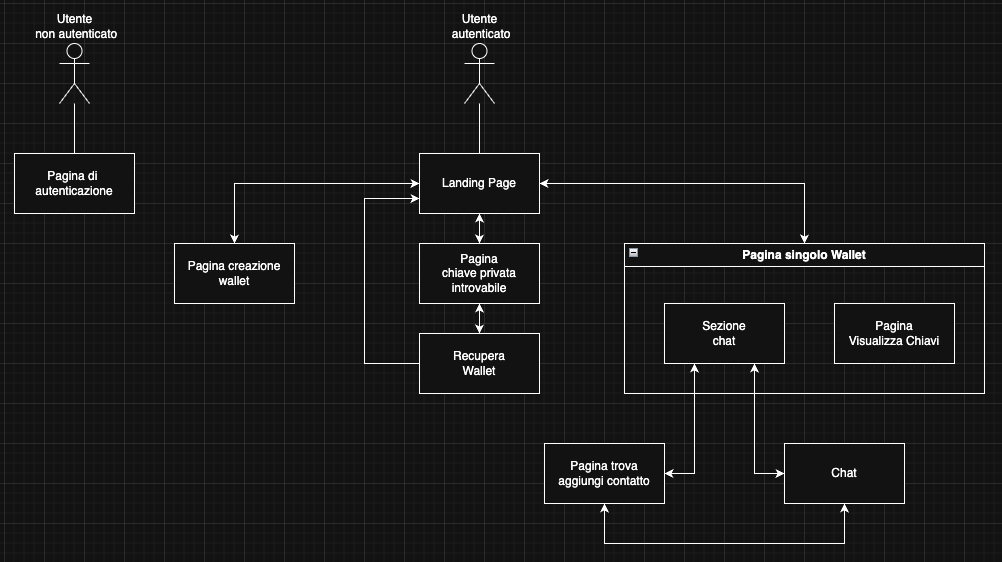 Utente
non autenticato
Utente
autenticato
Pagina di
autenticazione
Landing Page
Pagina creazione
wallet
Pagina
chiave privata
introvabile
Pagina singolo Wallet
Sezione
chat
Pagina
Visualizza Chiavi
Recupera
Wallet
Pagina trova
aggiungi contatto
Chat